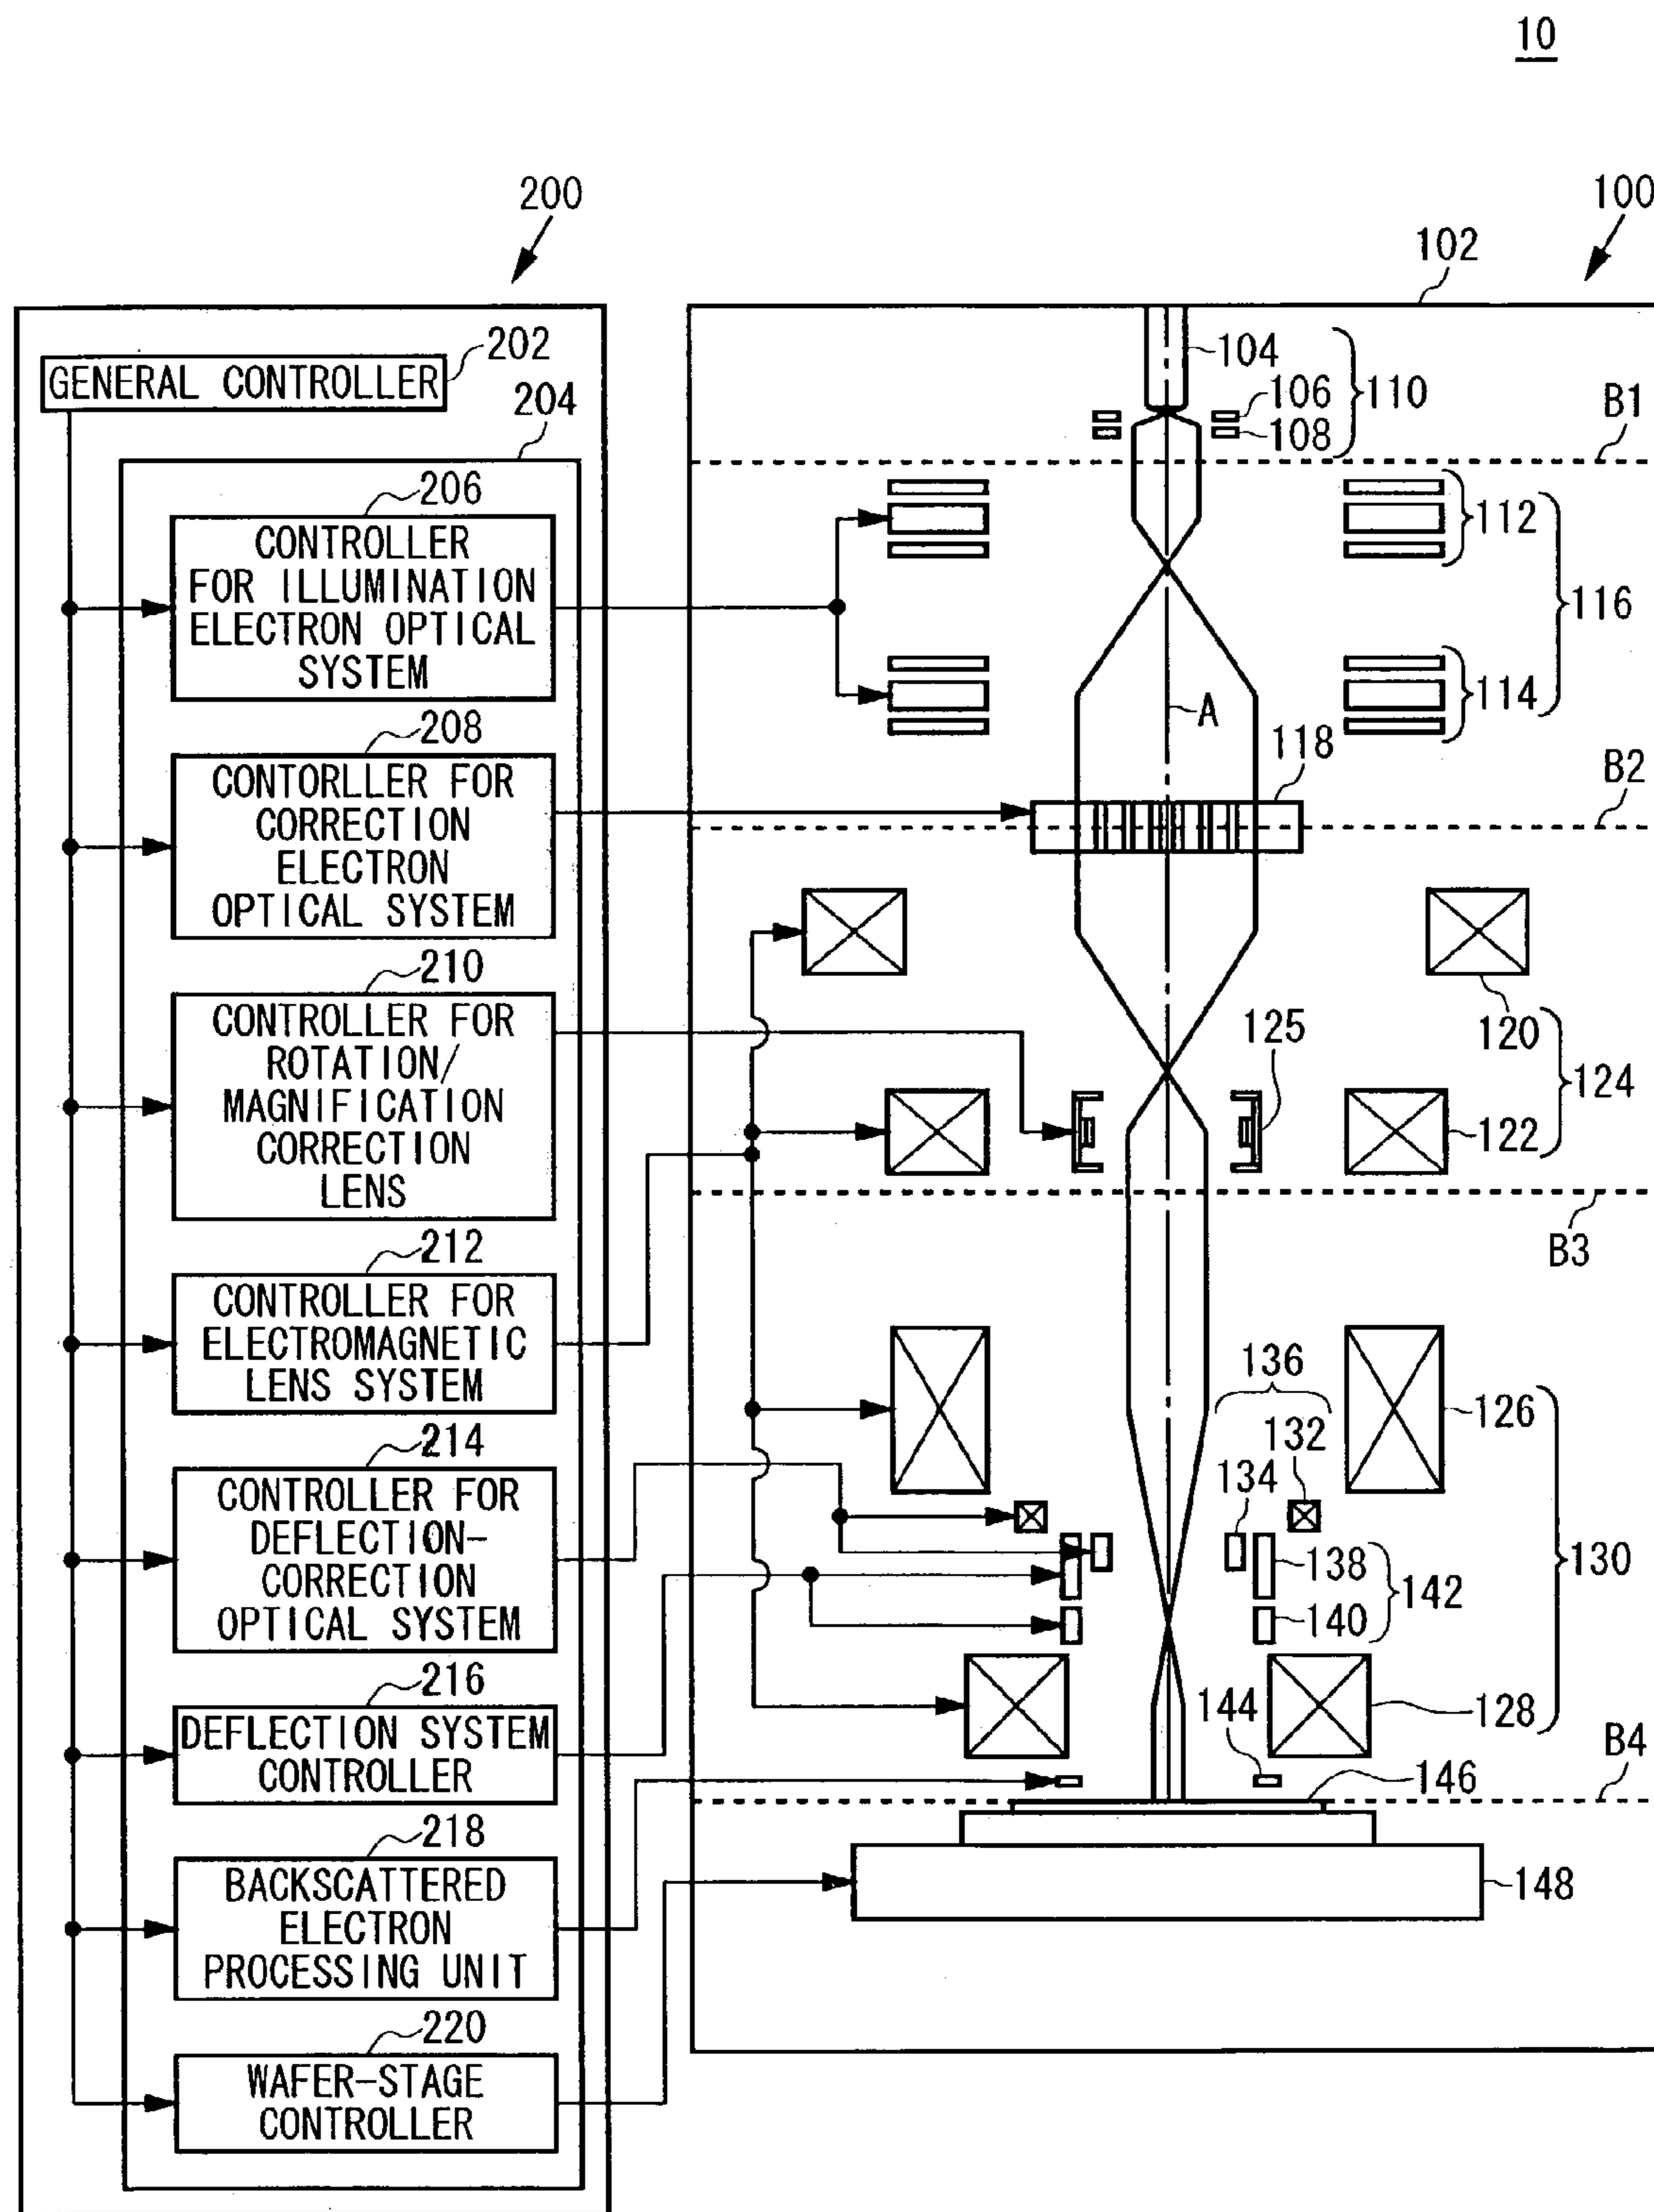 10
200
100
102
202
GENERAL CONTROLLER
204
104
106
108
110
B1
206
CONTROLLER
FOR ILLUMINATION
ELECTRON OPTICAL
SYSTEM
112
116
114
A
208
CONTORLLER FOR
CORRECTION
ELECTRON
OPTICAL SYSTEM
118
B2
210
CONTROLLER FOR
ROTATION/
MAGNIFICATION
CORRECTION
LENS
120
125
124
122
B3
212
CONTROLLER FOR
ELECTROMAGNETIC
LENS SYSTEM
136
126
132
134
214
CONTROLLER FOR
DEFLECTION-
CORRECTION
OPTICAL SYSTEM
138
130
142
140
216
DEFLECTION SYSTEM
CONTROLLER
144
128
B4
146
218
BACKSCATTERED
ELECTRON
PROCESSING UNIT
148
220
WAFER-STAGE
CONTROLLER